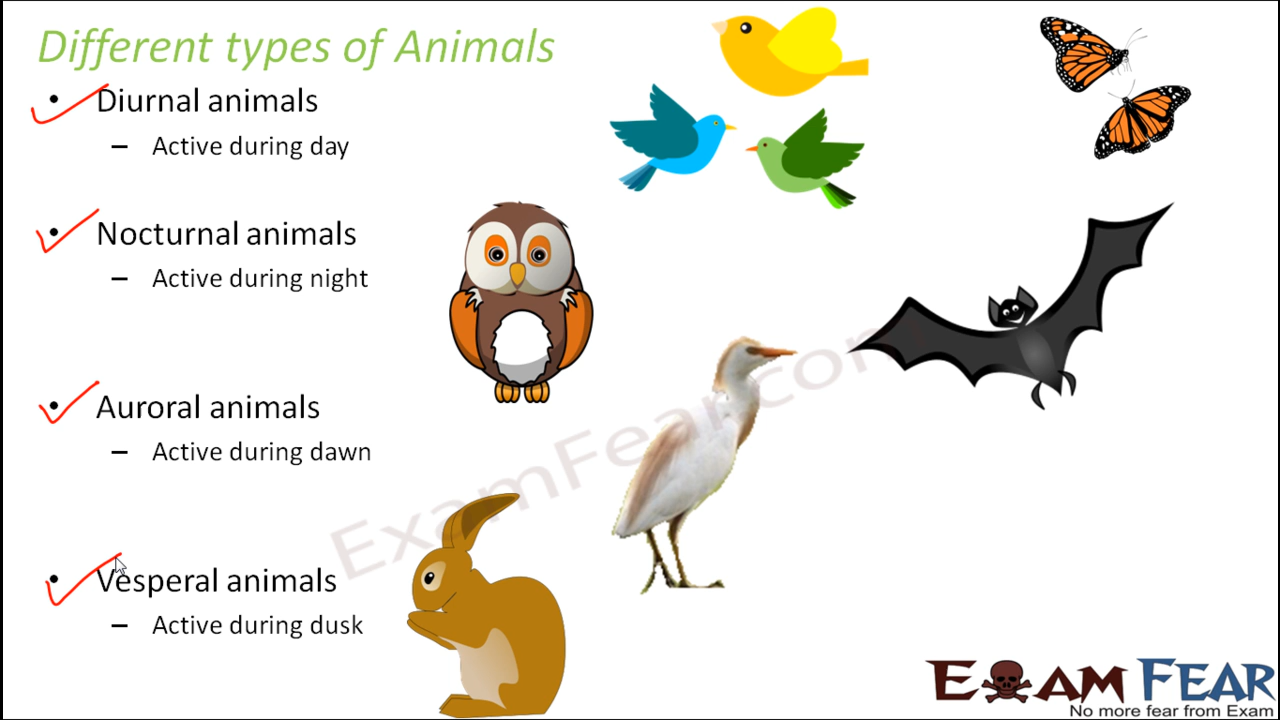 Different types of Animals
• Diurnal animals
– Active during day
• Nocturnal animals
– Active during night
• Auroral animals
– Active during dawn
• Vesperal animals
– Active during dusk
ExamFear.com
EXAM FEAR
No more fear from Exam